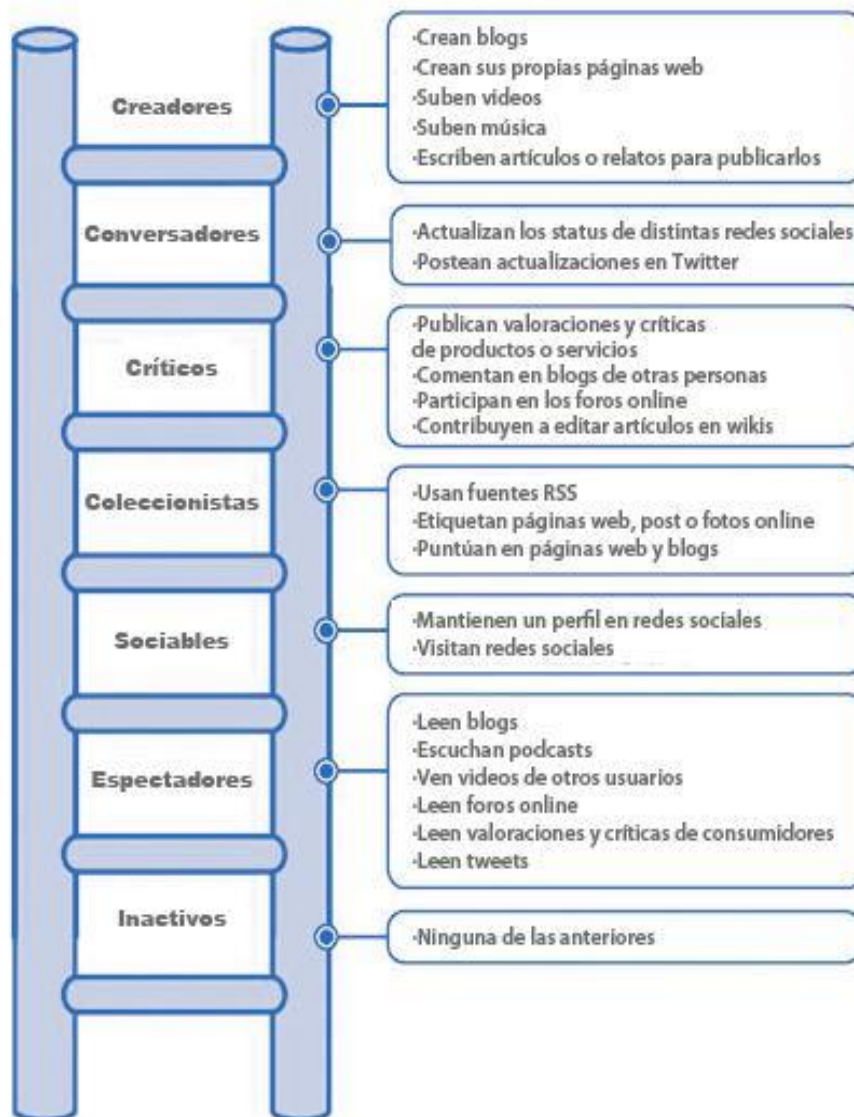 Creadores
·Crean blogs
·Crean sus propias páginas web
·Suben videos
·Suben música
·Escriben artículos o relatos para publicarlos
Conversadores
·Actualizan los status de distintas redes sociales
·Postean actualizaciones en Twitter
Críticos
·Publican valoraciones y críticas
de productos o servicios
·Comentan en blogs de otras personas
·Participan en los foros online
·Contribuyen a editar artículos en wikis
Coleccionistas
·Usan fuentes RSS
·Etiquetan páginas web, post o fotos online
·Puntúan en páginas web y blogs
Sociables
·Mantienen un perfil en redes sociales
·Visitan redes sociales
Espectadores
·Leen blogs
·Escuchan podcasts
·Ven videos de otros usuarios
·Leen foros online
·Leen valoraciones y críticas de consumidores
·Leen tweets
Inactivos
·Ninguna de las anteriores